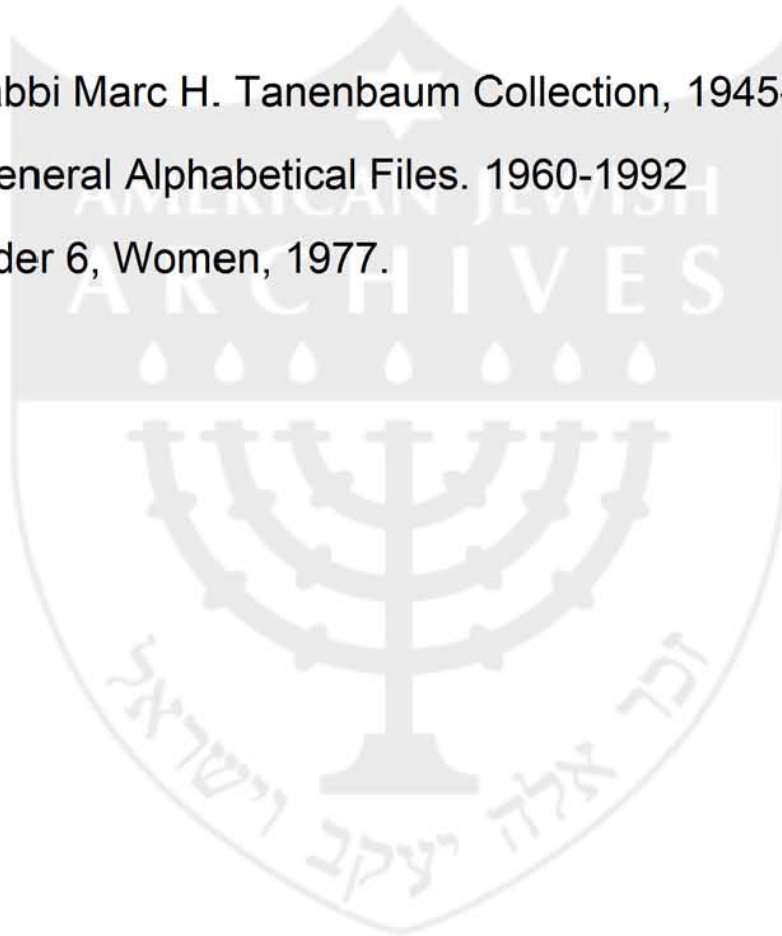 abbi Marc H. Tanenbaum Collection, 1945-
eneral Alphabetical Files. 1960-1992
AMERICAN JEWISH
der 6, Women, 1977.
ARCHIVES
זכר אלה יעקב וישראל